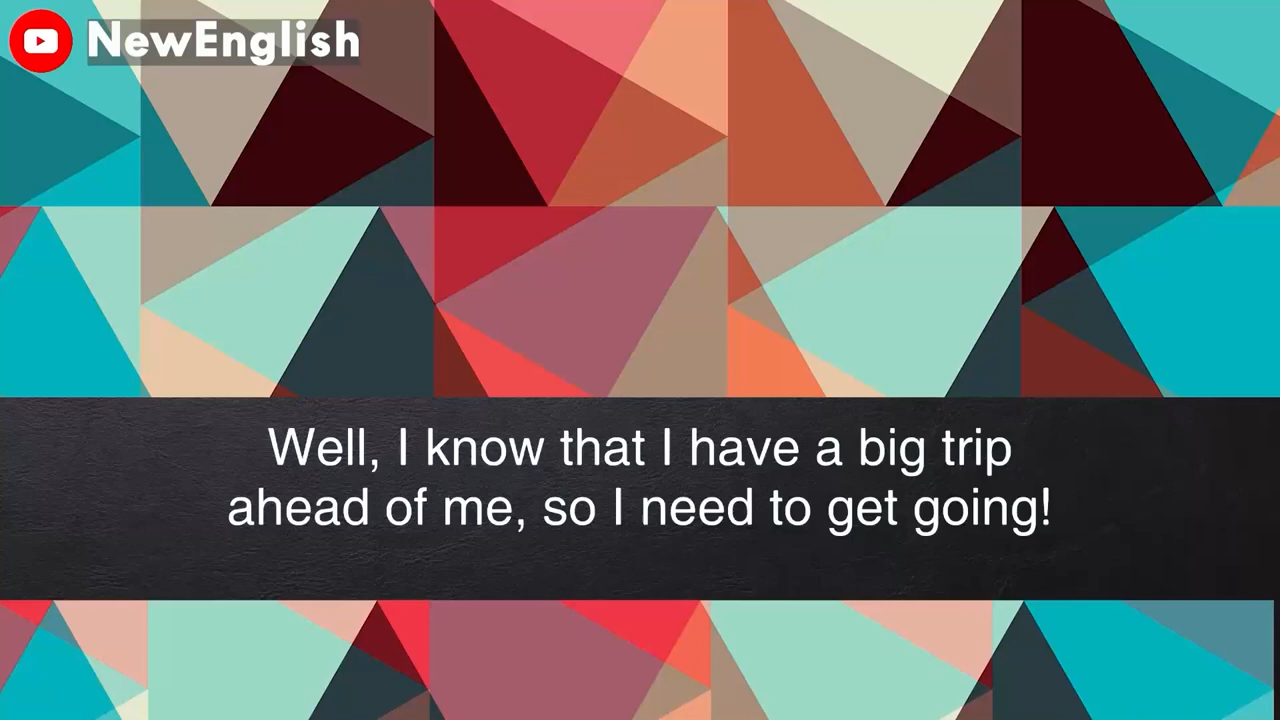 NewEnglish
Well, I know that I have a big trip
ahead of me, so I need to get going!